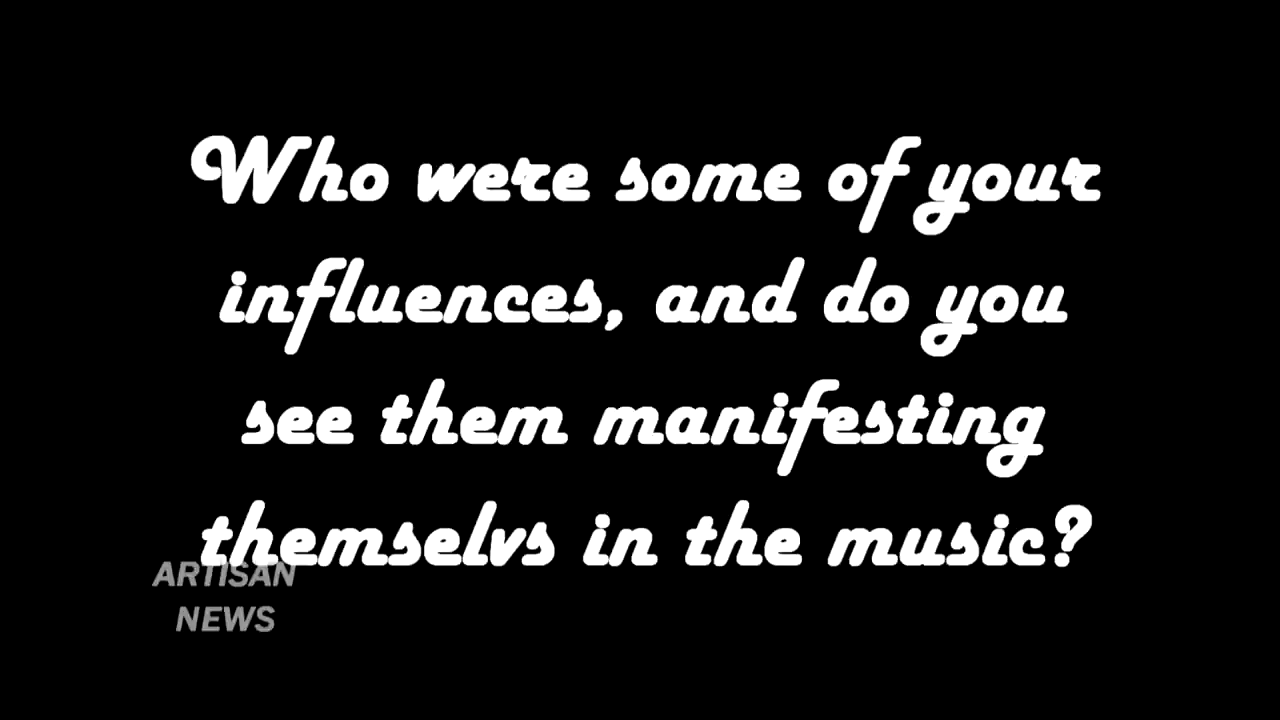 Who were some of your
influences, and do you
see them manifesting
themselvs in the music?
ARTISAN
NEWS